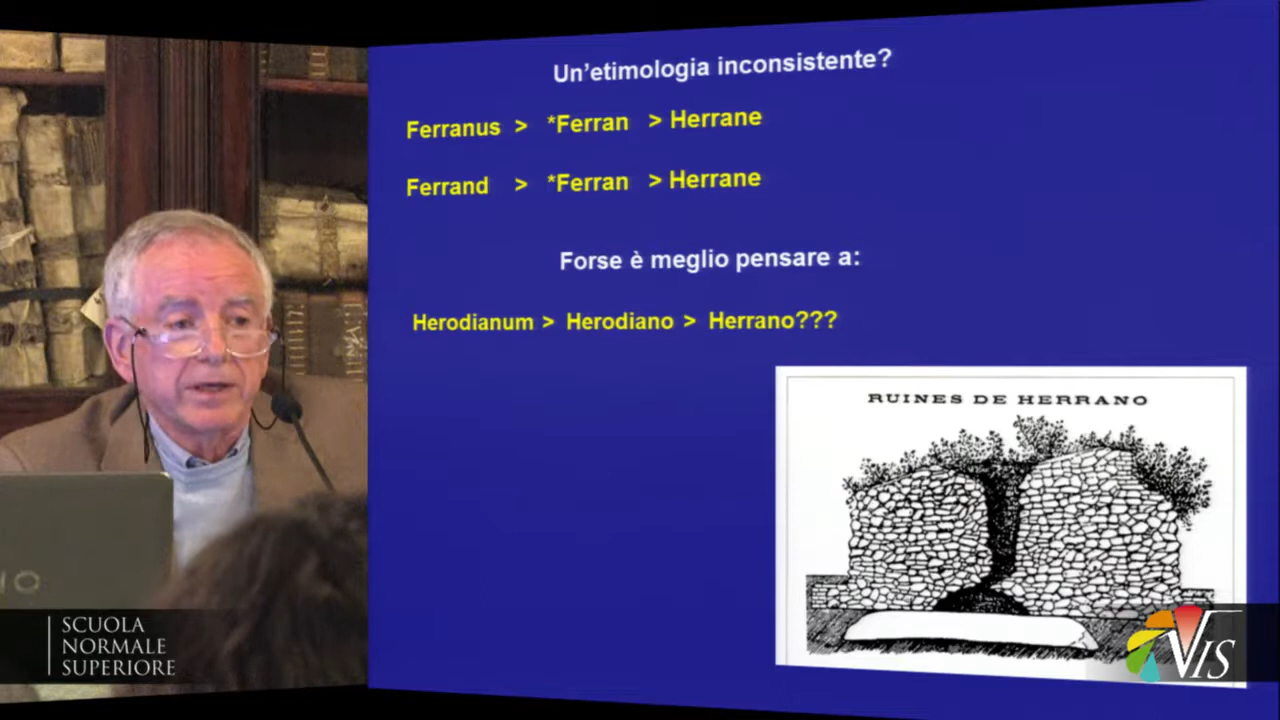 Un'etimologia inconsistente?
Ferranus > *Ferran > Herrane
Ferrand > *Ferran > Herrane
Forse è meglio pensare a:
Herodianum > Herodiano > Herrano???
RUINES DE HERRANO
IO
SCUOLA
NORMALE
SUPERIORE
VIS